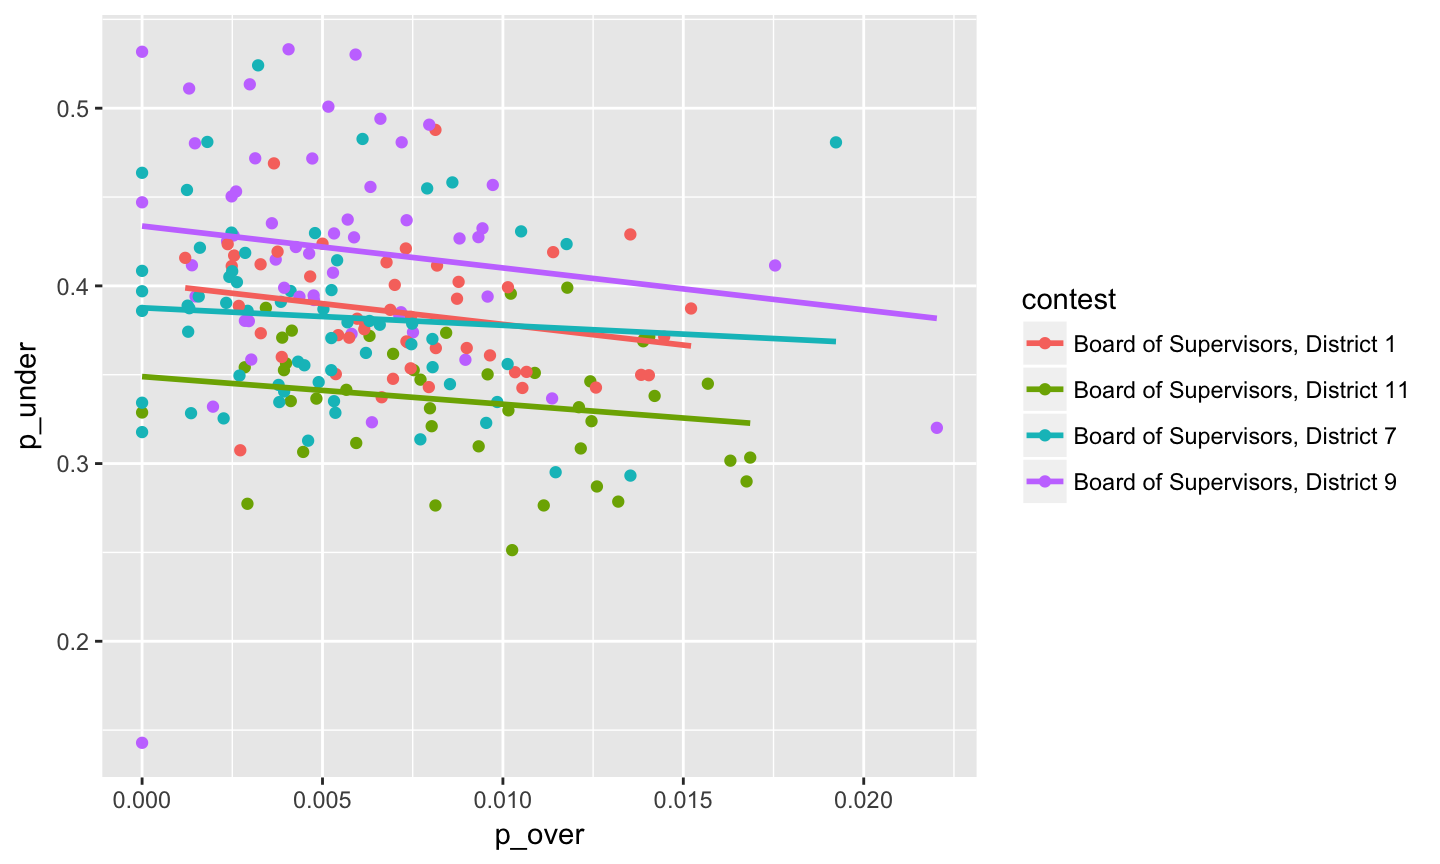 0.5
0.4
0.3
0.2
p_under
0.000 0.005 0.010 0.015 0.020
p_over
contest
Board of Supervisors, District 1
Board of Supervisors, District 11
Board of Supervisors, District 7
Board of Supervisors, District 9